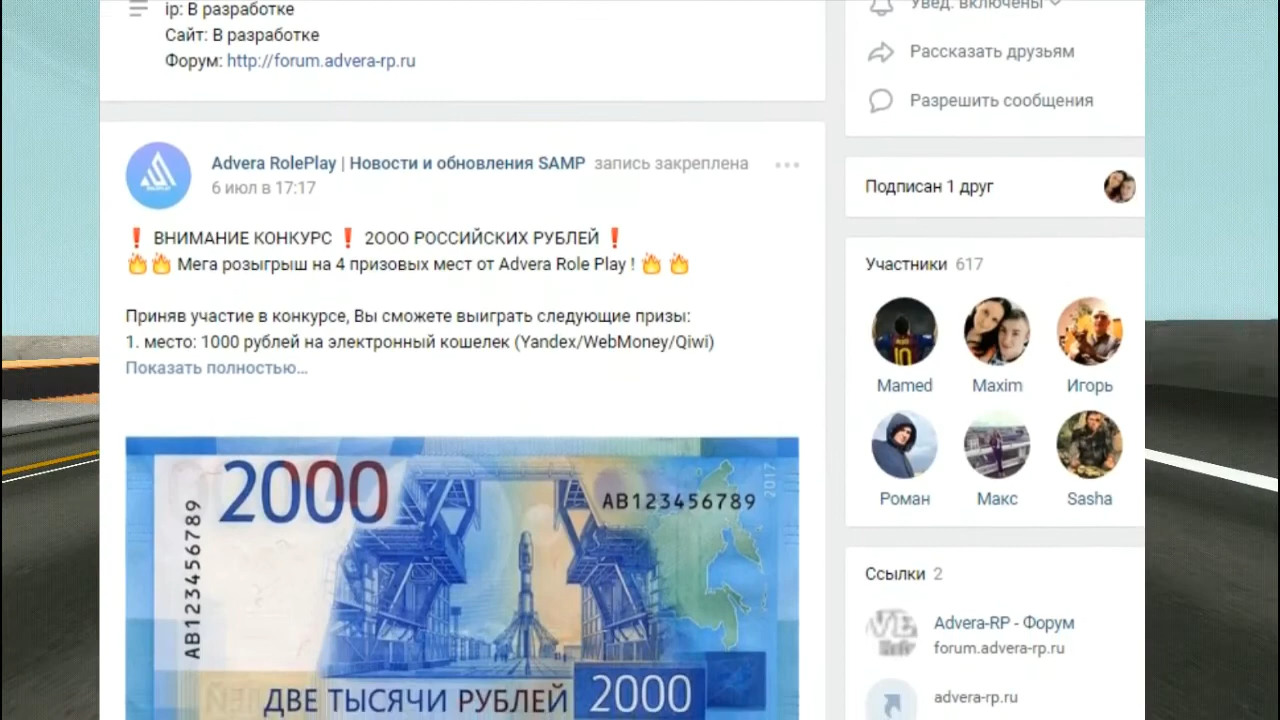 ip: В разработке
Сайт: В разработке
Форум: http://forum.advera-rp.ru
Advera RolePlay | Новости и обновления SAMP запись закреплена
6 июл в 17:17
❗ ВНИМАНИЕ КОНКУРС ❗ 2OOO РОССИЙСКИХ РУБЛЕЙ ❗
🔥🔥 Мега розыгрыш на 4 призовых мест от Advera Role Play ! 🔥 🔥
Приняв участие в конкурсе, Вы сможете выиграть следующие призы:
1. место: 1000 рублей на электронный кошелек (Yandex/WebMoney/Qiwi)
Показать полностью...
2000
АВ123456789
2017
АВ123456789
ДВЕ ТЫСЯЧИ РУБЛЕЙ
2000
Увед. включены
Рассказать друзьям
Разрешить сообщения
Подписан 1 друг
Участники 617
10
Mamed Maxim Игорь
Роман Макс Sasha
Ссылки 2
Advera-RP - Форум
forum.advera-rp.ru
advera-rp.ru